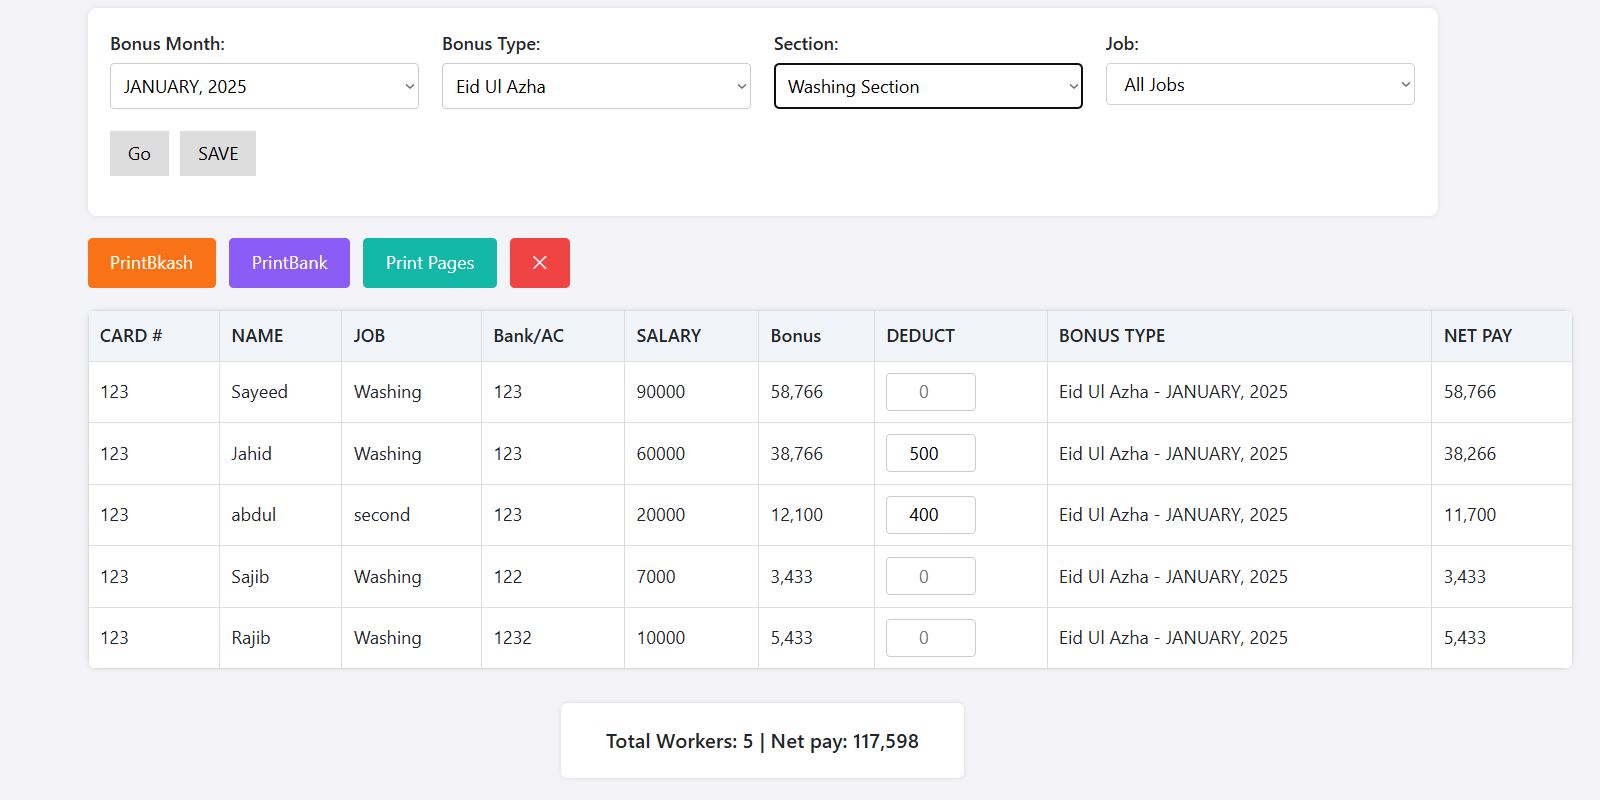 Bonus Month: Bonus Type: Section: Job:
JANUARY, 2025 Eid Ul Azha Washing Section All Jobs
Go SAVE
PrintBkash PrintBank Print Pages ×
CARD # NAME JOB Bank/AC SALARY Bonus DEDUCT BONUS TYPE NET PAY
123 Sayeed Washing 123 90000 58,766 0 Eid Ul Azha - JANUARY, 2025 58,766
123 Jahid Washing 123 60000 38,766 500 Eid Ul Azha - JANUARY, 2025 38,266
123 abdul second 123 20000 12,100 400 Eid Ul Azha - JANUARY, 2025 11,700
123 Sajib Washing 122 7000 3,433 0 Eid Ul Azha - JANUARY, 2025 3,433
123 Rajib Washing 1232 10000 5,433 0 Eid Ul Azha - JANUARY, 2025 5,433
Total Workers: 5 | Net pay: 117,598